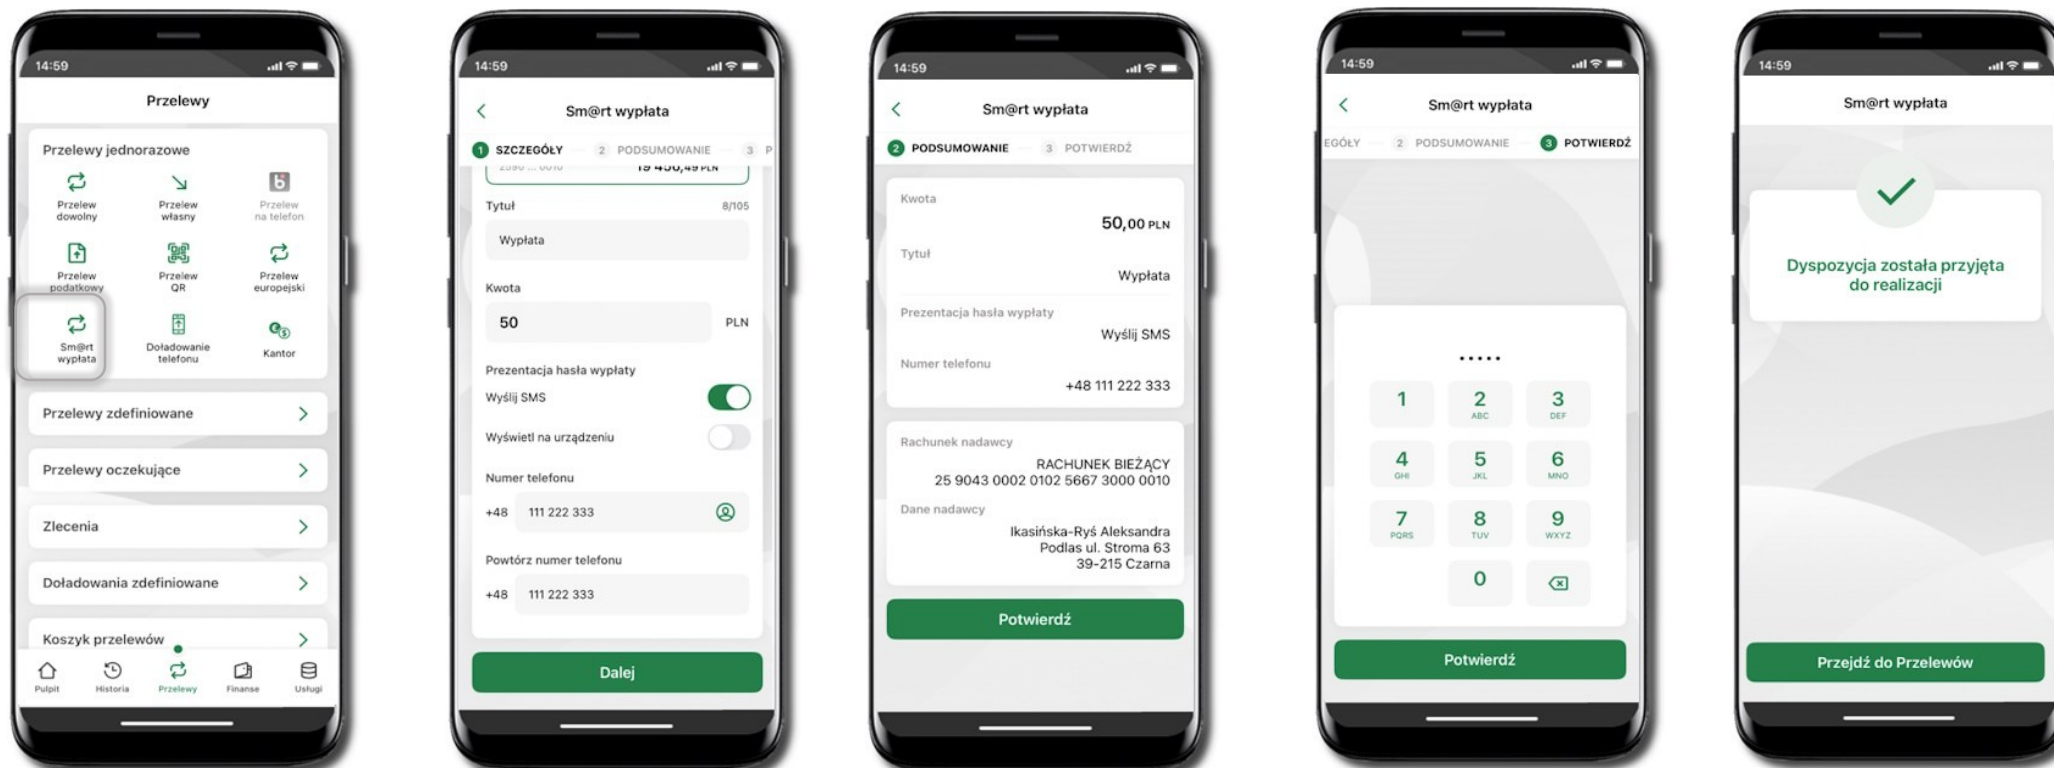 14:59
Przelewy
Przelewy jednorazowe
Przelew
dowolny
Przelew
własny
Przelew
na telefon
Przelew
podatkowy
Przelew
QR
Przelew
europejski
Sm@rt
wypłata
Doładowanie
telefonu
Kantor
Przelewy zdefiniowane
Przelewy oczekujące
Zlecenia
Doładowania zdefiniowane
Koszyk przelewów
Pulpit
Historia
Przelewy
Finanse
Usługi
14:59
Sm@rt wypłata
1 SZCZEGÓŁY 2 PODSUMOWANIE 3 P
19 456,49 PLN
Tytuł 8/105
Wypłata
Kwota
50 PLN
Prezentacja hasła wypłaty
Wyślij SMS
Wyświetl na urządzeniu
Numer telefonu
+48 111 222 333
Powtórz numer telefonu
+48 111 222 333
Dalej
14:59
Sm@rt wypłata
2 PODSUMOWANIE 3 POTWIERDŹ
Kwota
50,00 PLN
Tytuł
Wypłata
Prezentacja hasła wypłaty
Wyślij SMS
Numer telefonu
+48 111 222 333
Rachunek nadawcy
RACHUNEK BIEŻĄCY
25 9043 0002 0102 5667 3000 0010
Dane nadawcy
Ikasińska-Ryś Aleksandra
Podlas ul. Stroma 63
39-215 Czarna
Potwierdź
14:59
Sm@rt wypłata
EGÓŁY 2 PODSUMOWANIE 3 POTWIERDŹ
1
2 ABC
3 DEF
4 GHI
5 JKL
6 MNO
7 PQRS
8 TUV
9 WXYZ
0
Potwierdź
14:59
Sm@rt wypłata
Dyspozycja została przyjęta
do realizacji
Przejdź do Przelewów